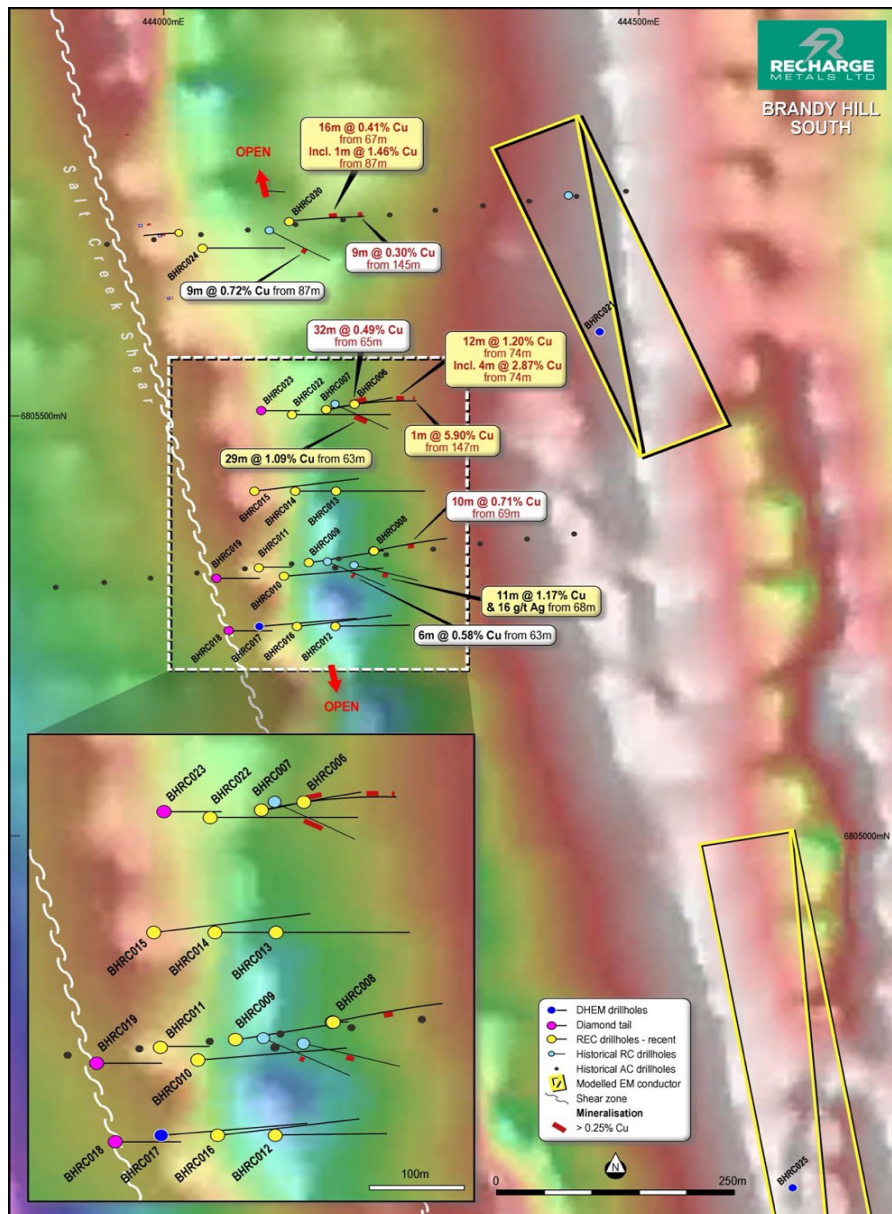 444000mE
444500mE
RECHARGE
METALS LTD
BRANDY HILL
SOUTH
16m @ 0.41% Cu
from 67m
Incl. 1m @ 1.46% Cu
from 87m
OPEN
BHRC020
Salt Creek Shear
BHRC024
9m @ 0.30% Cu
from 145m
9m @ 0.72% Cu from 87m
BHRC021
32m @ 0.49% Cu
from 65m
12m @ 1.20% Cu
from 74m
Incl. 4m @ 2.87% Cu
from 74m
BHRC023
BHRC022
BHRC007
BHRC006
6805500mN
1m @ 5.90% Cu
from 147m
29m @ 1.09% Cu from 63m
BHRC015
BHRC014
BHRC013
10m @ 0.71% Cu
from 69m
BHRC019
BHRC011
BHRC009
BHRC008
BHRC010
11m @ 1.17% Cu
& 16 g/t Ag from 68m
6m @ 0.58% Cu from 63m
BHRC018
BHRC017
BHRC016
BHRC012
OPEN
BHRC023
BHRC022
BHRC007
BHRC006
6805000mN
BHRC015
BHRC014
BHRC013
BHRC019
BHRC011
BHRC009
BHRC008
BHRC010
BHRC018
BHRC017
BHRC016
BHRC012
100m
DHEM drillholes
Diamond tail
REC drillholes - recent
Historical RC drillholes
Historical AC drillholes
Modelled EM conductor
Shear zone
Mineralisation
> 0.25% Cu
N
0
250m
BHRC025